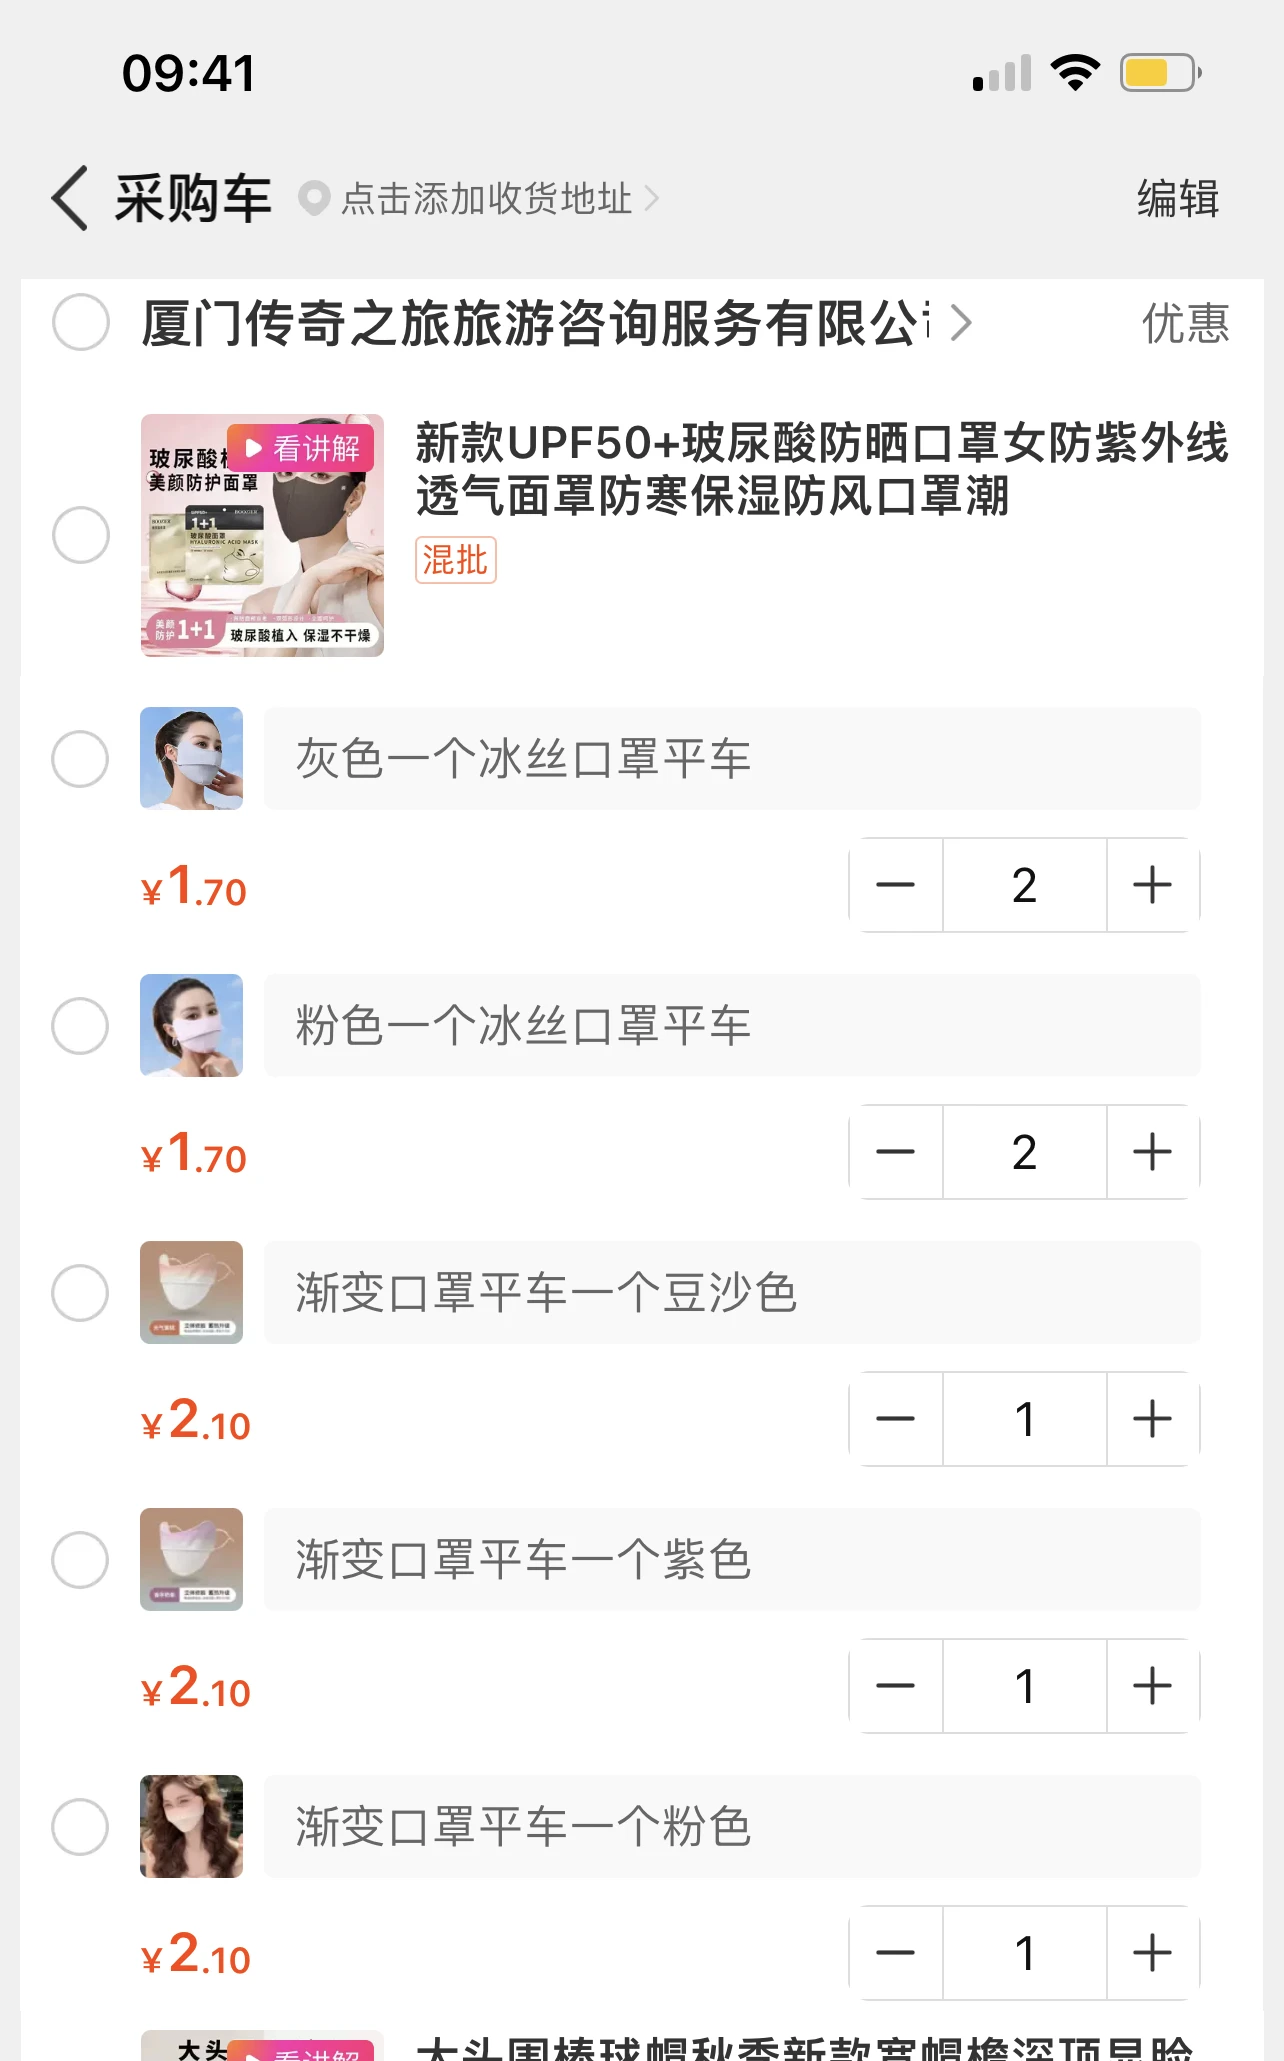 09:41
采购车
点击添加收货地址
编辑
厦门传奇之旅旅游咨询服务有限公
优惠
玻尿酸
看讲解
美颜防护面罩
1+1
玻尿酸面罩
HYALURONIC ACID MASK
美颜
防护
1+1
玻尿酸植入 保湿不干燥
新款UPF50+玻尿酸防晒口罩女防紫外线
透气面罩防寒保湿防风口罩潮
混批
灰色一个冰丝口罩平车
¥1.70
2
粉色一个冰丝口罩平车
¥1.70
2
渐变口罩平车一个豆沙色
¥2.10
1
渐变口罩平车一个紫色
¥2.10
1
渐变口罩平车一个粉色
¥2.10
1
大头
看讲解
大头围棒球帽秋季新款宽帽檐深顶显脸